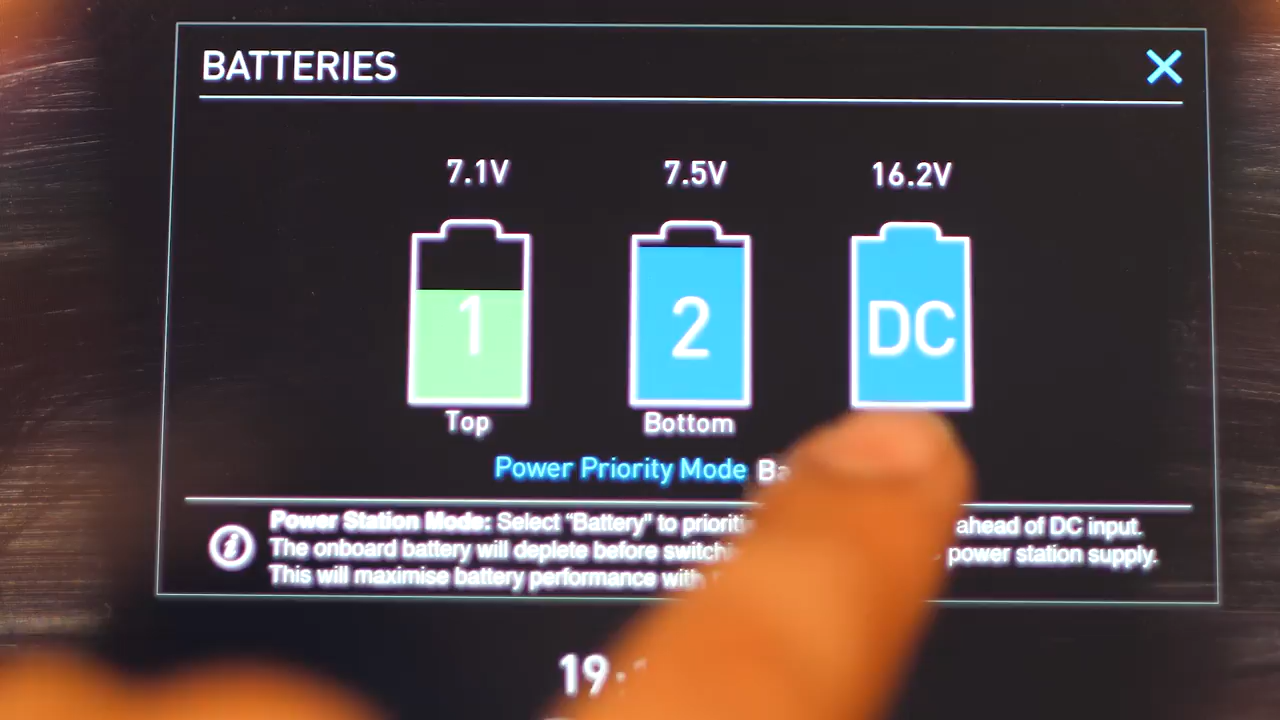 BATTERIES
7.1V 7.5V 16.2V
1 2 DC
Top Bottom
Power Priority Mode
Power Station Mode: Select "Battery" to ahead of DC input.
The onboard battery will deplete before power station supply.
This will maximise battery performance with
19: